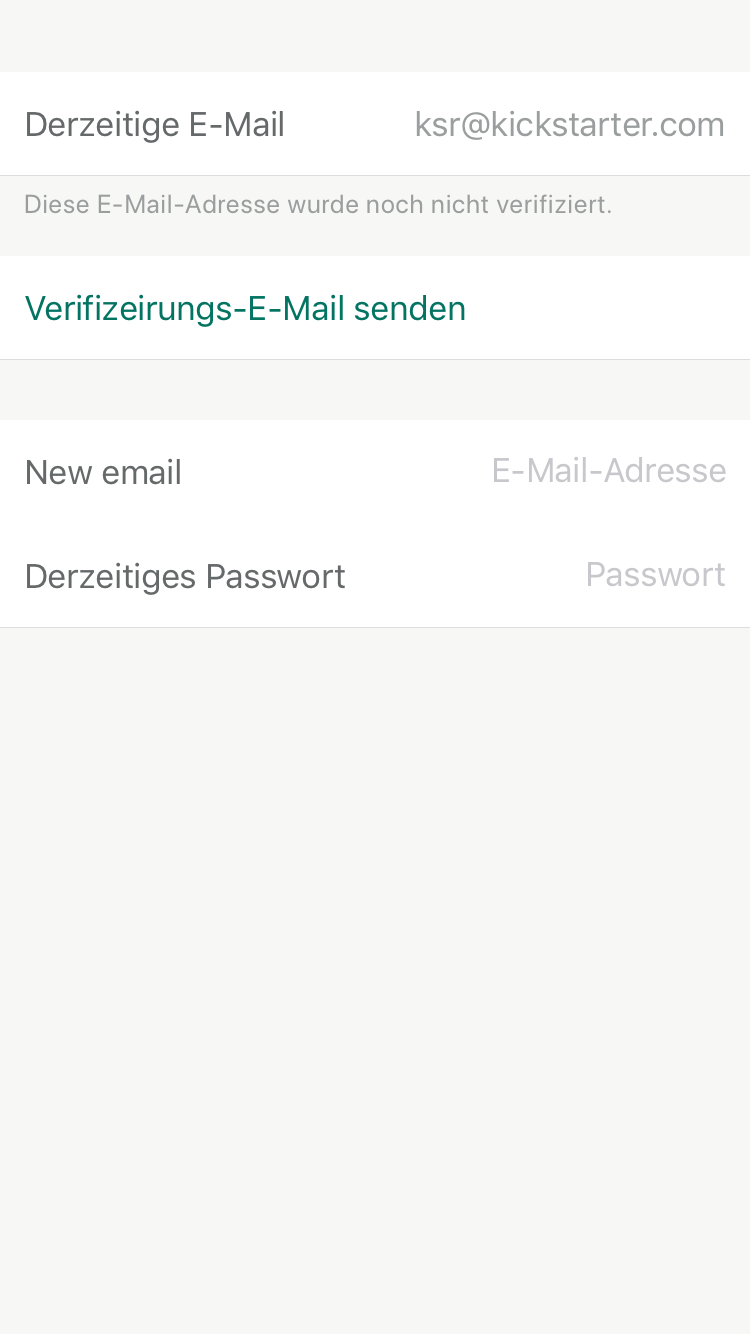 Derzeitige E-Mail ksr@kickstarter.com
Diese E-Mail-Adresse wurde noch nicht verifiziert.
Verifizeirungs-E-Mail senden
New email E-Mail-Adresse
Derzeitiges Passwort Passwort